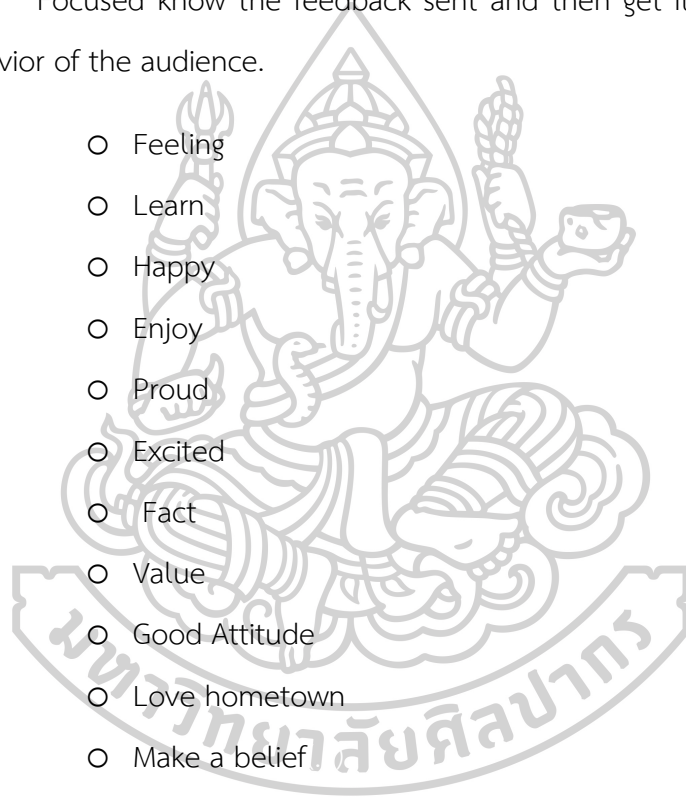 Focused know the feedback sent and then get it
vior of the audience.
o Feeling
o Learn
o Happy
o Enjoy
o Proud
o Excited
o Fact
o Value
o Good Attitude
o Love hometown
o Make a belief
มหาวิทยาลัยศิลปากร